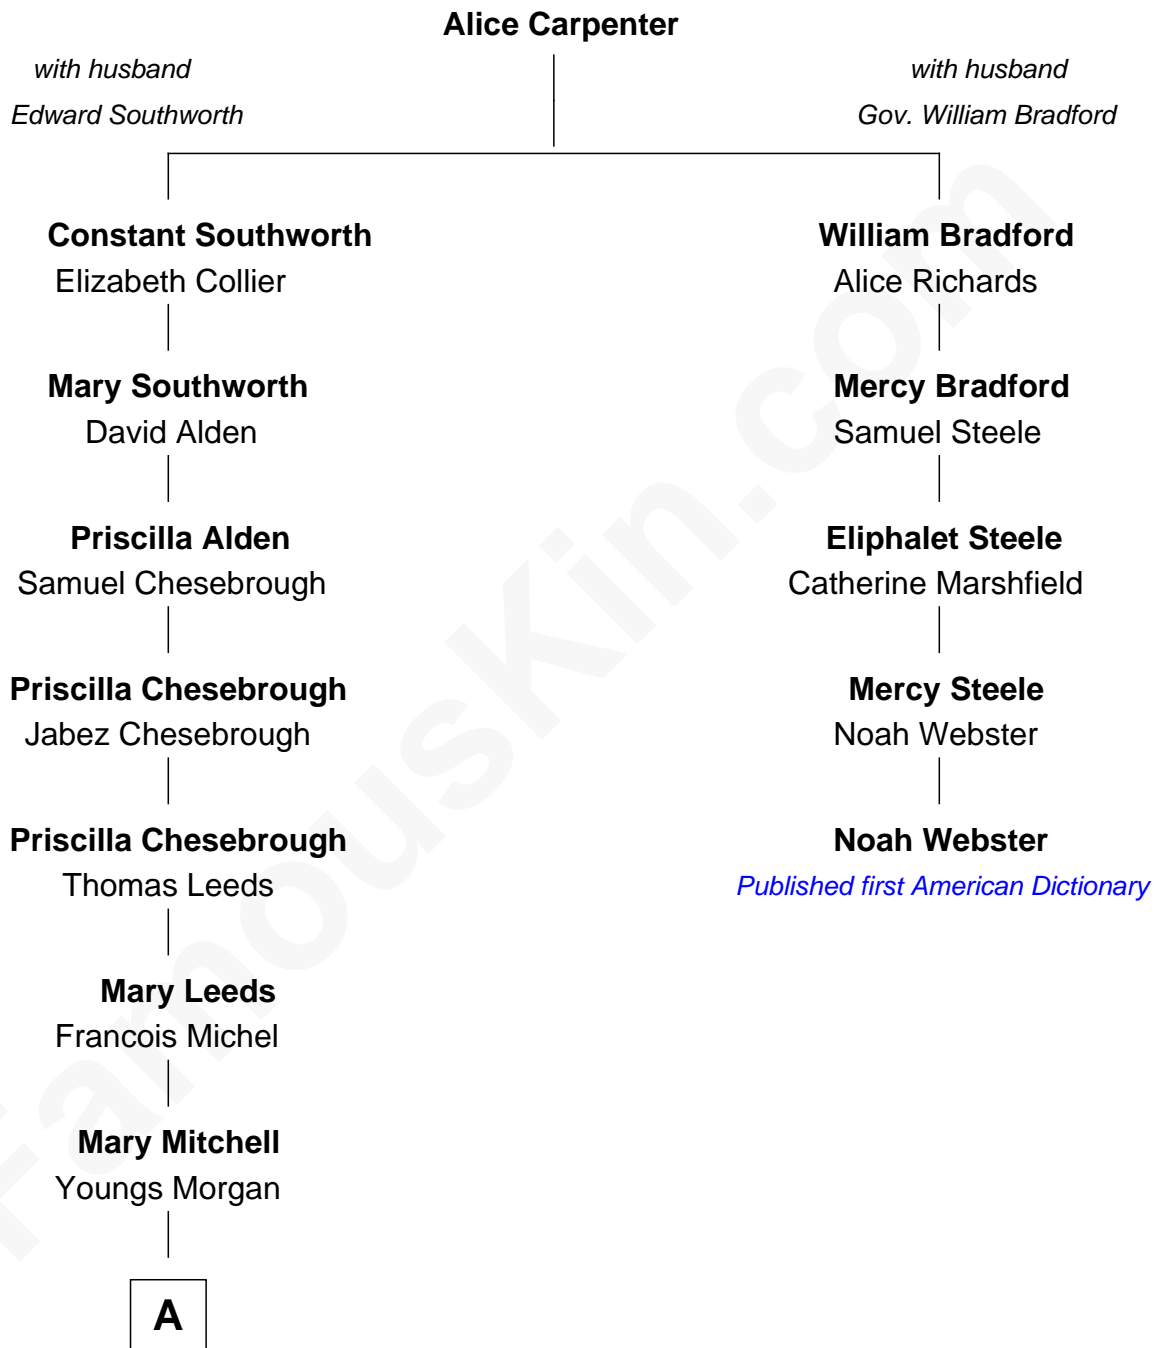 Alice Carpenter
with husband
Edward Southworth
with husband
Gov. William Bradford
Constant Southworth
Elizabeth Collier
William Bradford
Alice Richards
Mary Southworth
David Alden
Mercy Bradford
Samuel Steele
Priscilla Alden
Samuel Chesebrough
Eliphalet Steele
Catherine Marshfield
Priscilla Chesebrough
Jabez Chesebrough
Mercy Steele
Noah Webster
Priscilla Chesebrough
Thomas Leeds
Noah Webster
Published first American Dictionary
Mary Leeds
Francois Michel
Mary Mitchell
Youngs Morgan
A
FamousKin.com